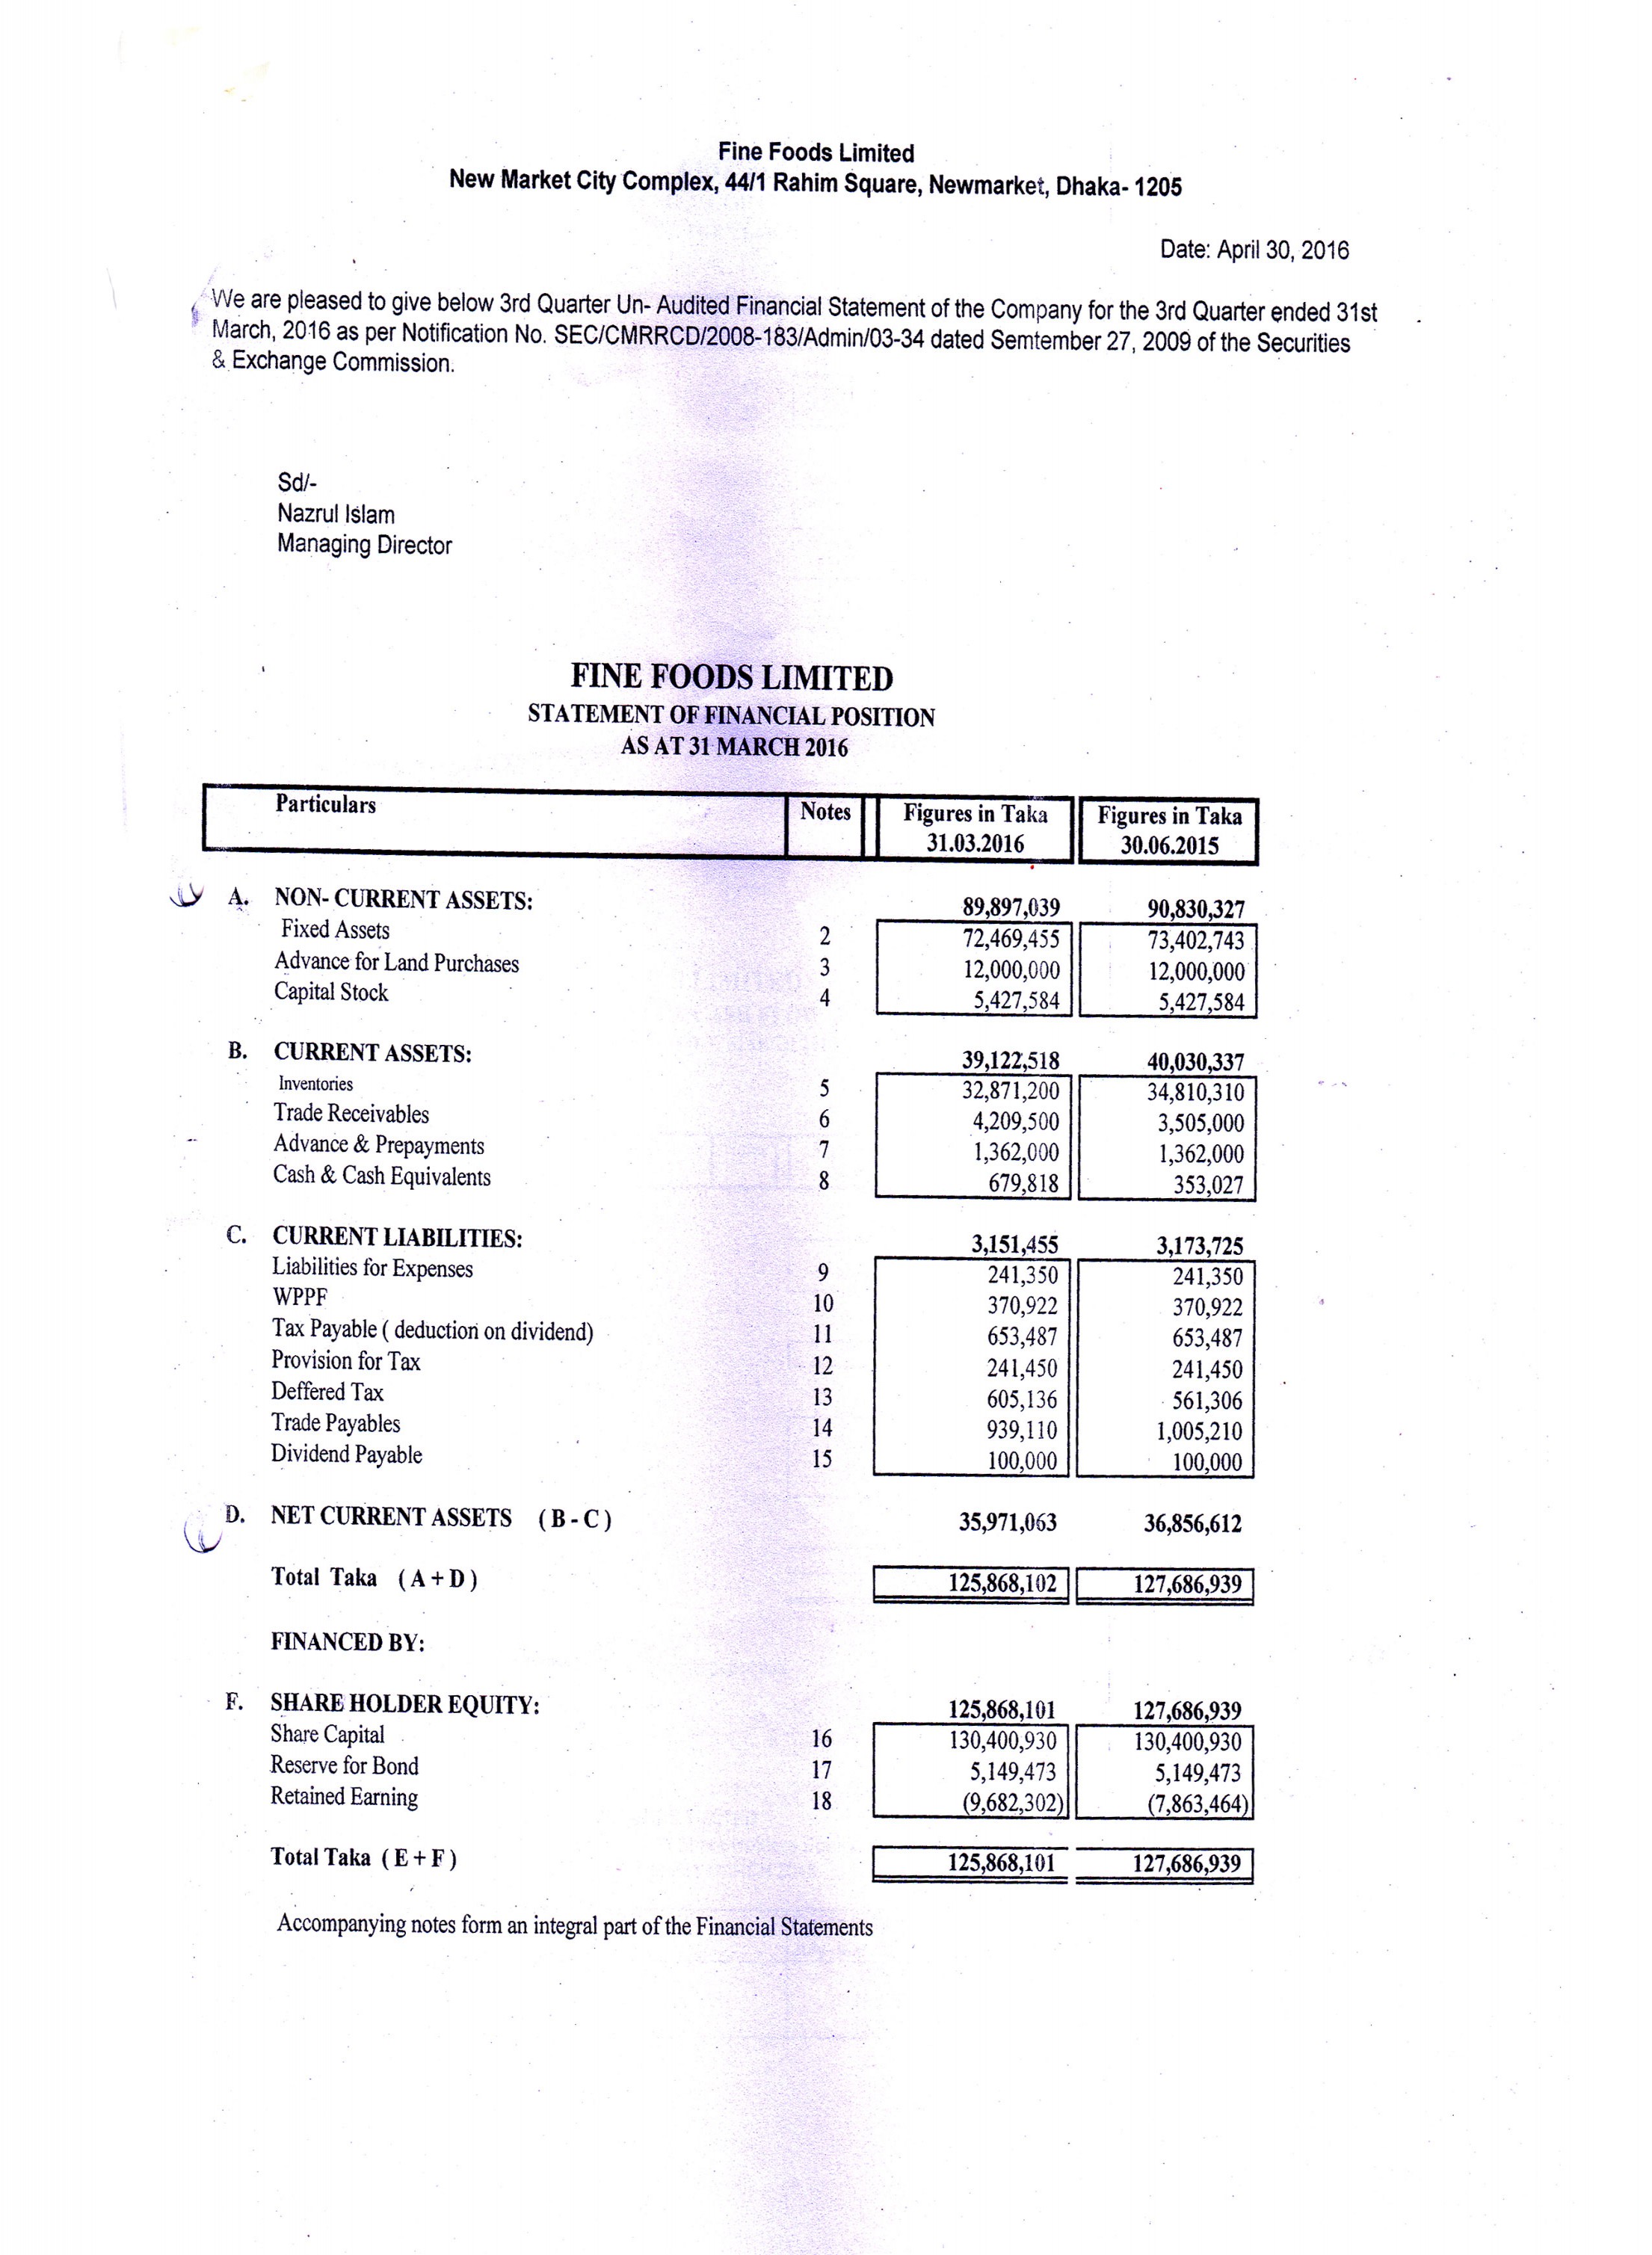 Fine Foods Limited
New Market City Complex, 44/1 Rahim Square, Newmarket, Dhaka- 1205
Date: April 30, 2016
We are pleased to give below 3rd Quarter Un- Audited Financial Statement of the Company for the 3rd Quarter ended 31st
March, 2016 as per Notification No. SEC/CMRRCD/2008-183/Admin/03-34 dated Semtember 27, 2009 of the Securities
& Exchange Commission.
Sd/-
Nazrul Islam
Managing Director
FINE FOODS LIMITED
STATEMENT OF FINANCIAL POSITION
AS AT 31 MARCH 2016
Particulars Notes Figures in Taka Figures in Taka
31.03.2016 30.06.2015
A. NON- CURRENT ASSETS: 89,897,039 90,830,327
Fixed Assets 2 72,469,455 73,402,743
Advance for Land Purchases 3 12,000,000 12,000,000
Capital Stock 4 5,427,584 5,427,584
B. CURRENT ASSETS: 39,122,518 40,030,337
Inventories 5 32,871,200 34,810,310
Trade Receivables 6 4,209,500 3,505,000
Advance & Prepayments 7 1,362,000 1,362,000
Cash & Cash Equivalents 8 679,818 353,027
C. CURRENT LIABILITIES: 3,151,455 3,173,725
Liabilities for Expenses 9 241,350 241,350
WPPF 10 370,922 370,922
Tax Payable ( deduction on dividend) 11 653,487 653,487
Provision for Tax 12 241,450 241,450
Deffered Tax 13 605,136 561,306
Trade Payables 14 939,110 1,005,210
Dividend Payable 15 100,000 100,000
D. NET CURRENT ASSETS ( B - C ) 35,971,063 36,856,612
Total Taka ( A + D ) 125,868,102 127,686,939
FINANCED BY:
F. SHARE HOLDER EQUITY: 125,868,101 127,686,939
Share Capital 16 130,400,930 130,400,930
Reserve for Bond 17 5,149,473 5,149,473
Retained Earning 18 (9,682,302) (7,863,464)
Total Taka ( E + F ) 125,868,101 127,686,939
Accompanying notes form an integral part of the Financial Statements